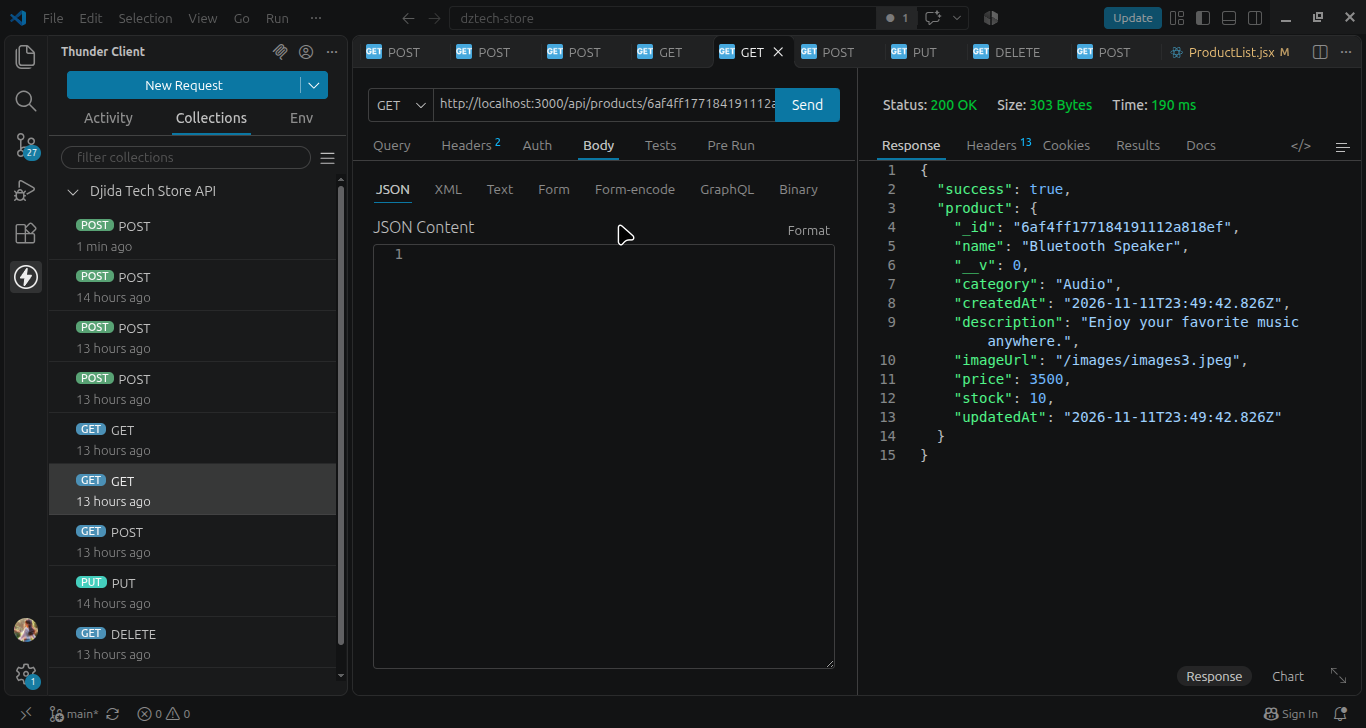 File Edit Selection View Go Run ···
dztech-store
1
Update
Thunder Client
New Request
Activity Collections Env
filter collections
Djida Tech Store API
POST POST
1 min ago
POST POST
14 hours ago
POST POST
13 hours ago
POST POST
13 hours ago
GET GET
13 hours ago
GET GET
13 hours ago
GET POST
13 hours ago
PUT PUT
14 hours ago
GET DELETE
13 hours ago
27
1
GET POST GET POST GET POST GET GET GET GET GET POST GET PUT GET DELETE GET POST ProductList.jsx M
GET http://localhost:3000/api/products/6af4ff177184191112a Send
Query Headers 2 Auth Body Tests Pre Run
JSON XML Text Form Form-encode GraphQL Binary
JSON Content
Format
1
Status: 200 OK Size: 303 Bytes Time: 190 ms
Response Headers 13 Cookies Results Docs </>
1 {
2 "success": true,
3 "product": {
4 "_id": "6af4ff177184191112a818ef",
5 "name": "Bluetooth Speaker",
6 "__v": 0,
7 "category": "Audio",
8 "createdAt": "2026-11-11T23:49:42.826Z",
9 "description": "Enjoy your favorite music
anywhere.",
10 "imageUrl": "/images/images3.jpeg",
11 "price": 3500,
12 "stock": 10,
13 "updatedAt": "2026-11-11T23:49:42.826Z"
14 }
15 }
Response Chart
main* 0 0 Sign In